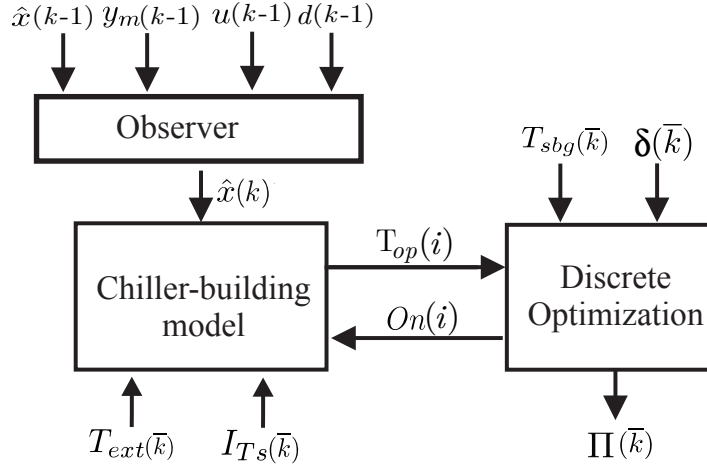 x̂(k-1) y_m(k-1) u(k-1) d(k-1)
Observer
x̂(k)
T_sbg(k̅) δ(k̅)
Chiller-building
model
T_op(i)
On(i)
Discrete
Optimization
T_ext(k̅) I_Ts(k̅)
Π(k̅)